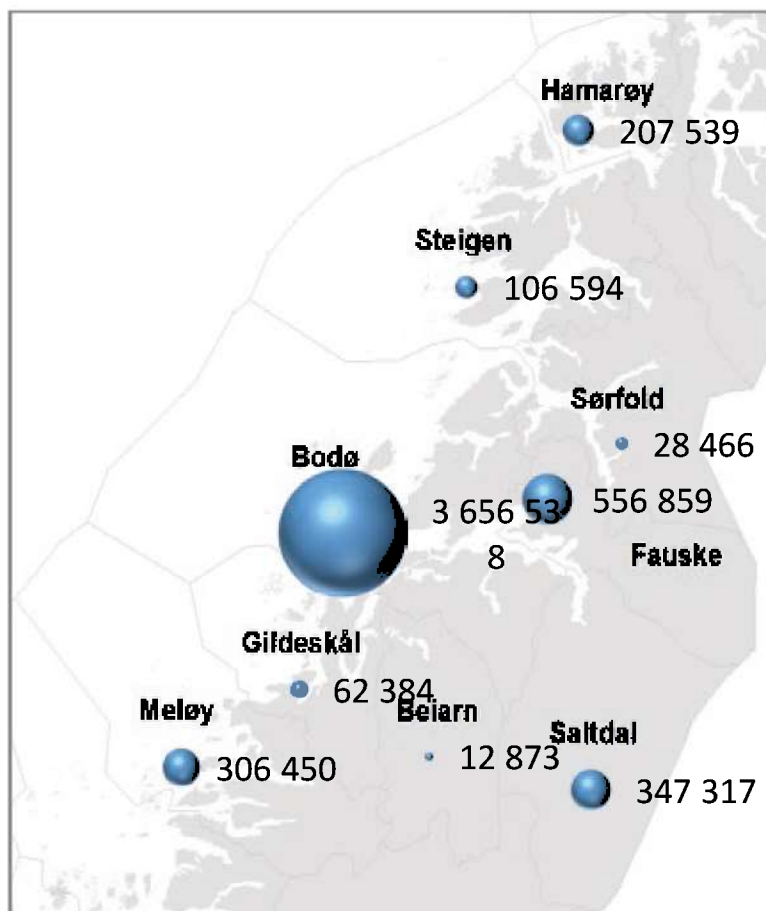 Hamarøy
207 539
Steigen
106 594
Sørfold
28 466
Bodø
3 656 53
8
556 859
Fauske
Gildeskål
62 384
Meløy
306 450
Beiarn
12 873
Saltdal
347 317